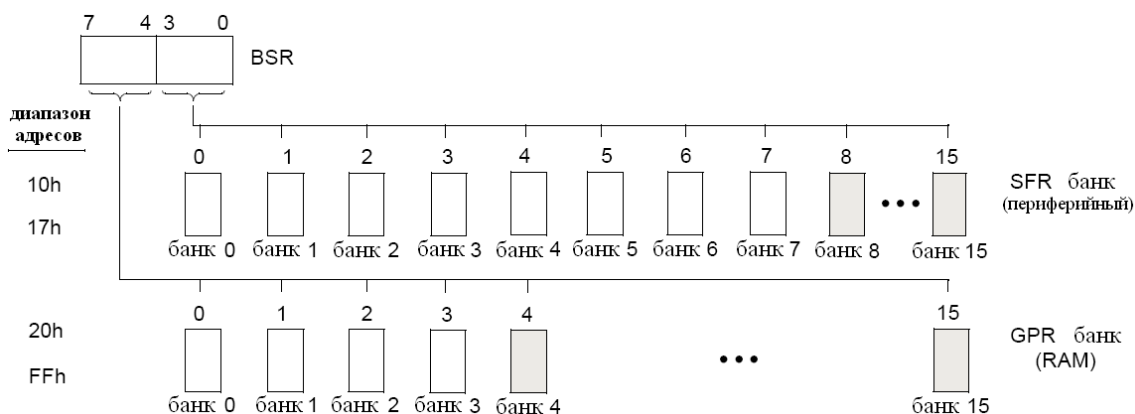 7 4 3 0
BSR
диапазон
адресов
0 1 2 3 4 5 6 7 8 15
10h
17h
SFR банк
(периферийный)
банк 0 банк 1 банк 2 банк 3 банк 4 банк 5 банк 6 банк 7 банк 8 банк 15
0 1 2 3 4 15
20h
FFh
GPR банк
(RAM)
банк 0 банк 1 банк 2 банк 3 банк 4 банк 15